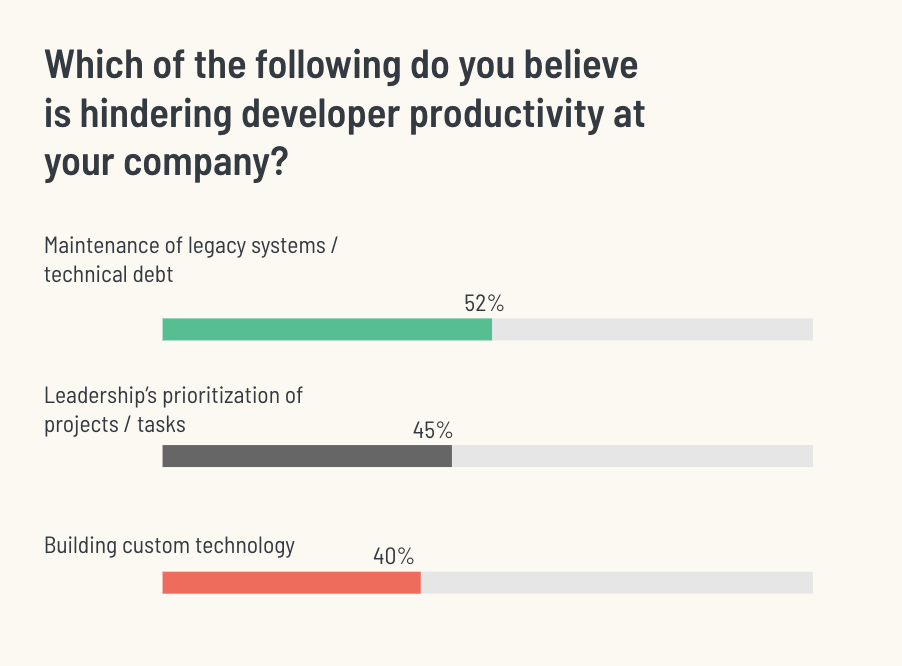 Which of the following do you believe
is hindering developer productivity at
your company?
Maintenance of legacy systems /
technical debt
52%
Leadership’s prioritization of
projects / tasks
45%
Building custom technology
40%